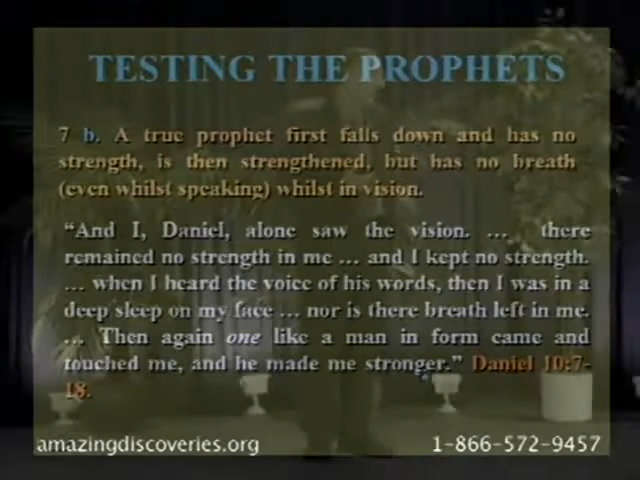 TESTING THE PROPHETS
7 b. A true prophet first falls down and has no
strength, is then strengthened, but has no breath
(even whilst speaking) whilst in vision.
“And I, Daniel, alone saw the vision. ... there
remained no strength in me ... and I kept no strength.
... when I heard the voice of his words, then I was in a
deep sleep on my face ... nor is there breath left in me.
... Then again one like a man in form came and
touched me, and he made me stronger.” Daniel 10:7-
18.
amazingdiscoveries.org 1-866-572-9457